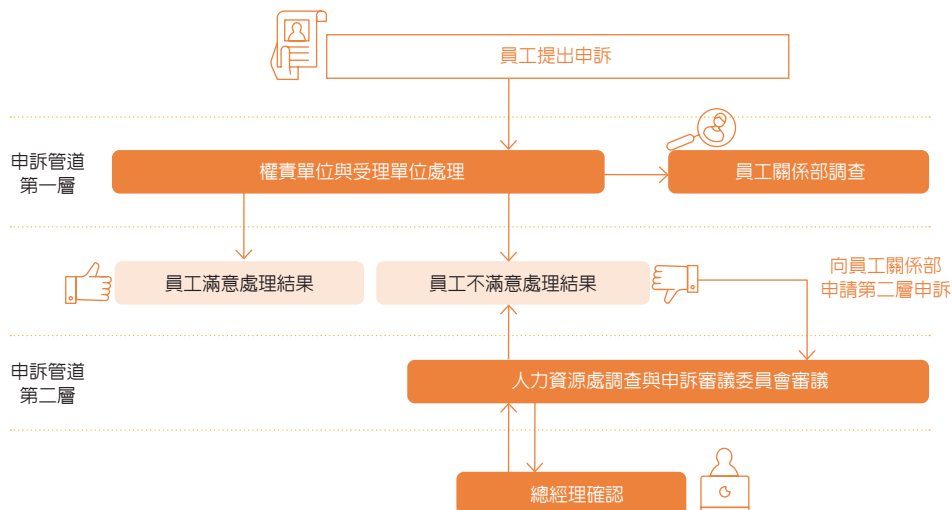 員工提出申訴
申訴管道
第一層
權責單位與受理單位處理
員工關係部調查
員工滿意處理結果
員工不滿意處理結果
向員工關係部
申請第二層申訴
申訴管道
第二層
人力資源處調查與申訴審議委員會審議
總經理確認